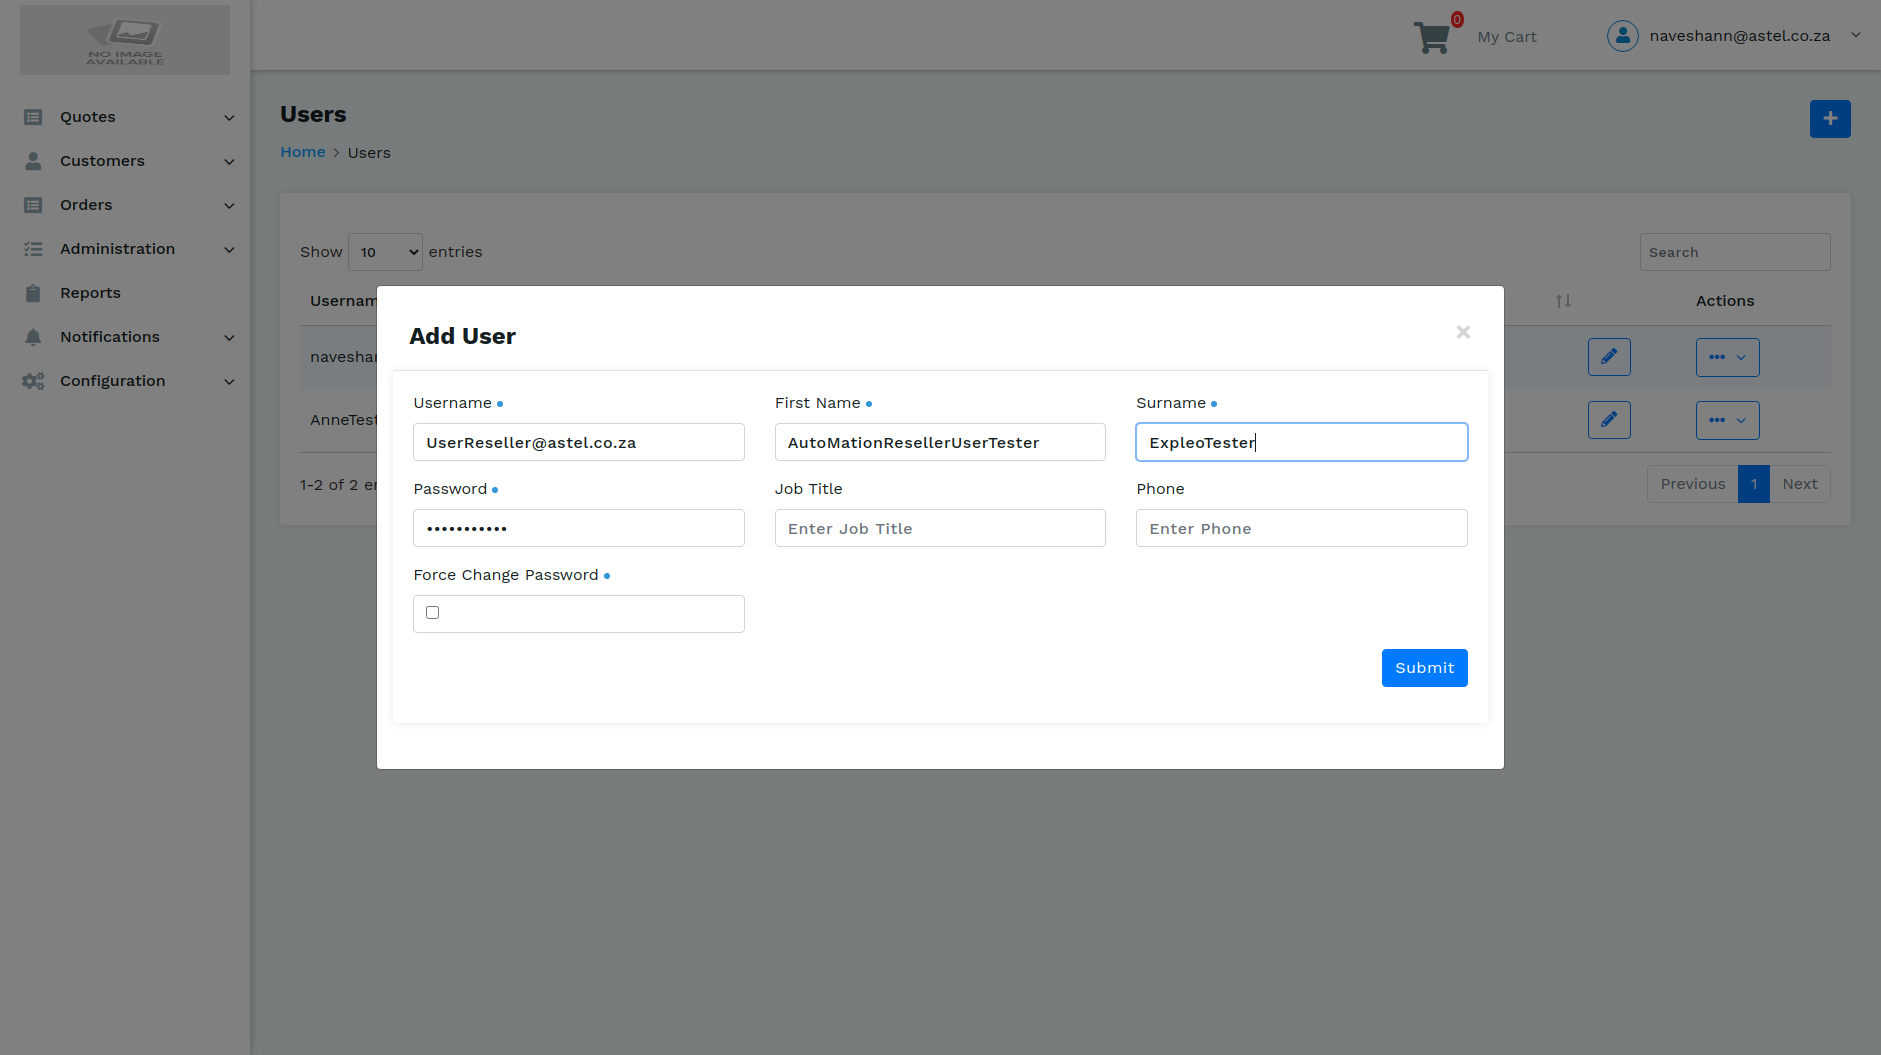 NO IMAGE
AVAILABLE
0
My Cart
naveshann@astel.co.za
Quotes
Customers
Orders
Administration
Reports
Notifications
Configuration
Users
Home > Users
Show 10 entries
Search
Usernam
Actions
naveshar
AnneTest
1-2 of 2 er
Previous 1 Next
Add User
×
Username
First Name
Surname
UserReseller@astel.co.za
AutoMationResellerUserTester
ExpleoTester
Password
Job Title
Phone
•••••••••••
Enter Job Title
Enter Phone
Force Change Password
Submit